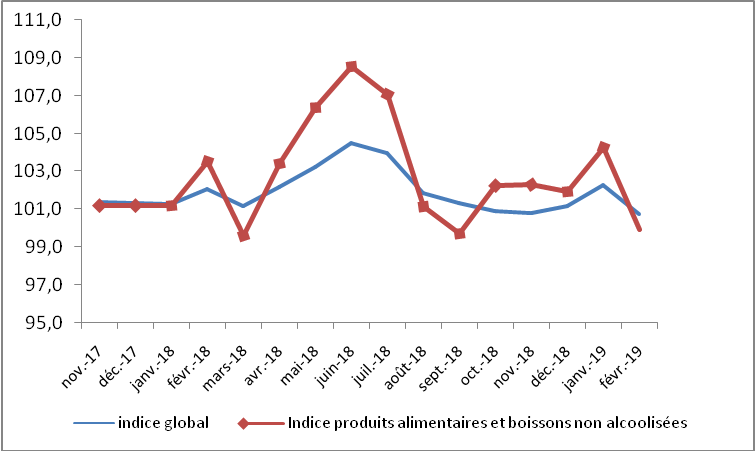 111,0
109,0
107,0
105,0
103,0
101,0
99,0
97,0
95,0
nov.-17
déc.-17
janv.-18
févr.-18
mars-18
avr.-18
mai-18
juin-18
juil.-18
août-18
sept.-18
oct.-18
nov.-18
déc.-18
janv.-19
févr.-19
indice global
Indice produits alimentaires et boissons non alcoolisées